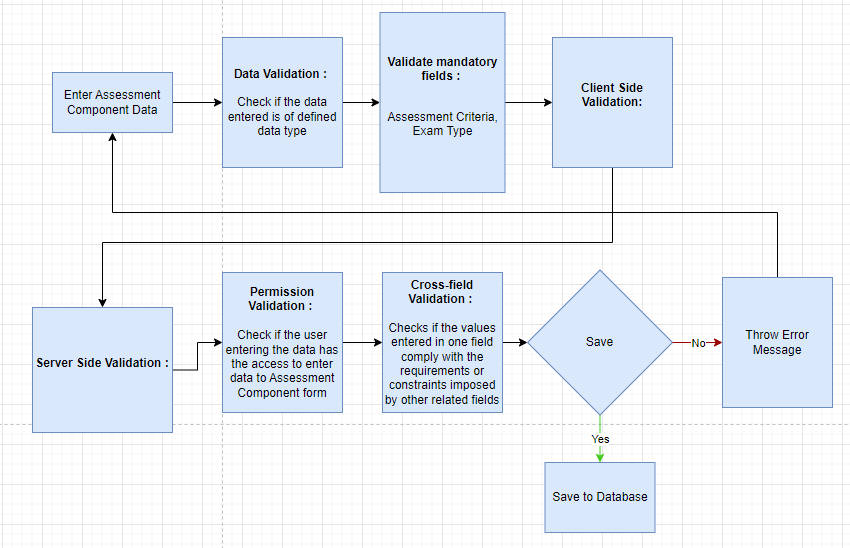 Enter Assessment
Component Data
Data Validation :
Check if the data
entered is of defined
data type
Validate mandatory
fields :
Assessment Criteria,
Exam Type
Client Side
Validation:
Server Side Validation :
Permission
Validation :
Check if the user
entering the data has
the access to enter
data to Assessment
Component form
Cross-field
Validation :
Checks if the values
entered in one field
comply with the
requirements or
constraints imposed
by other related fields
Save
No
Throw Error
Message
Yes
Save to Database